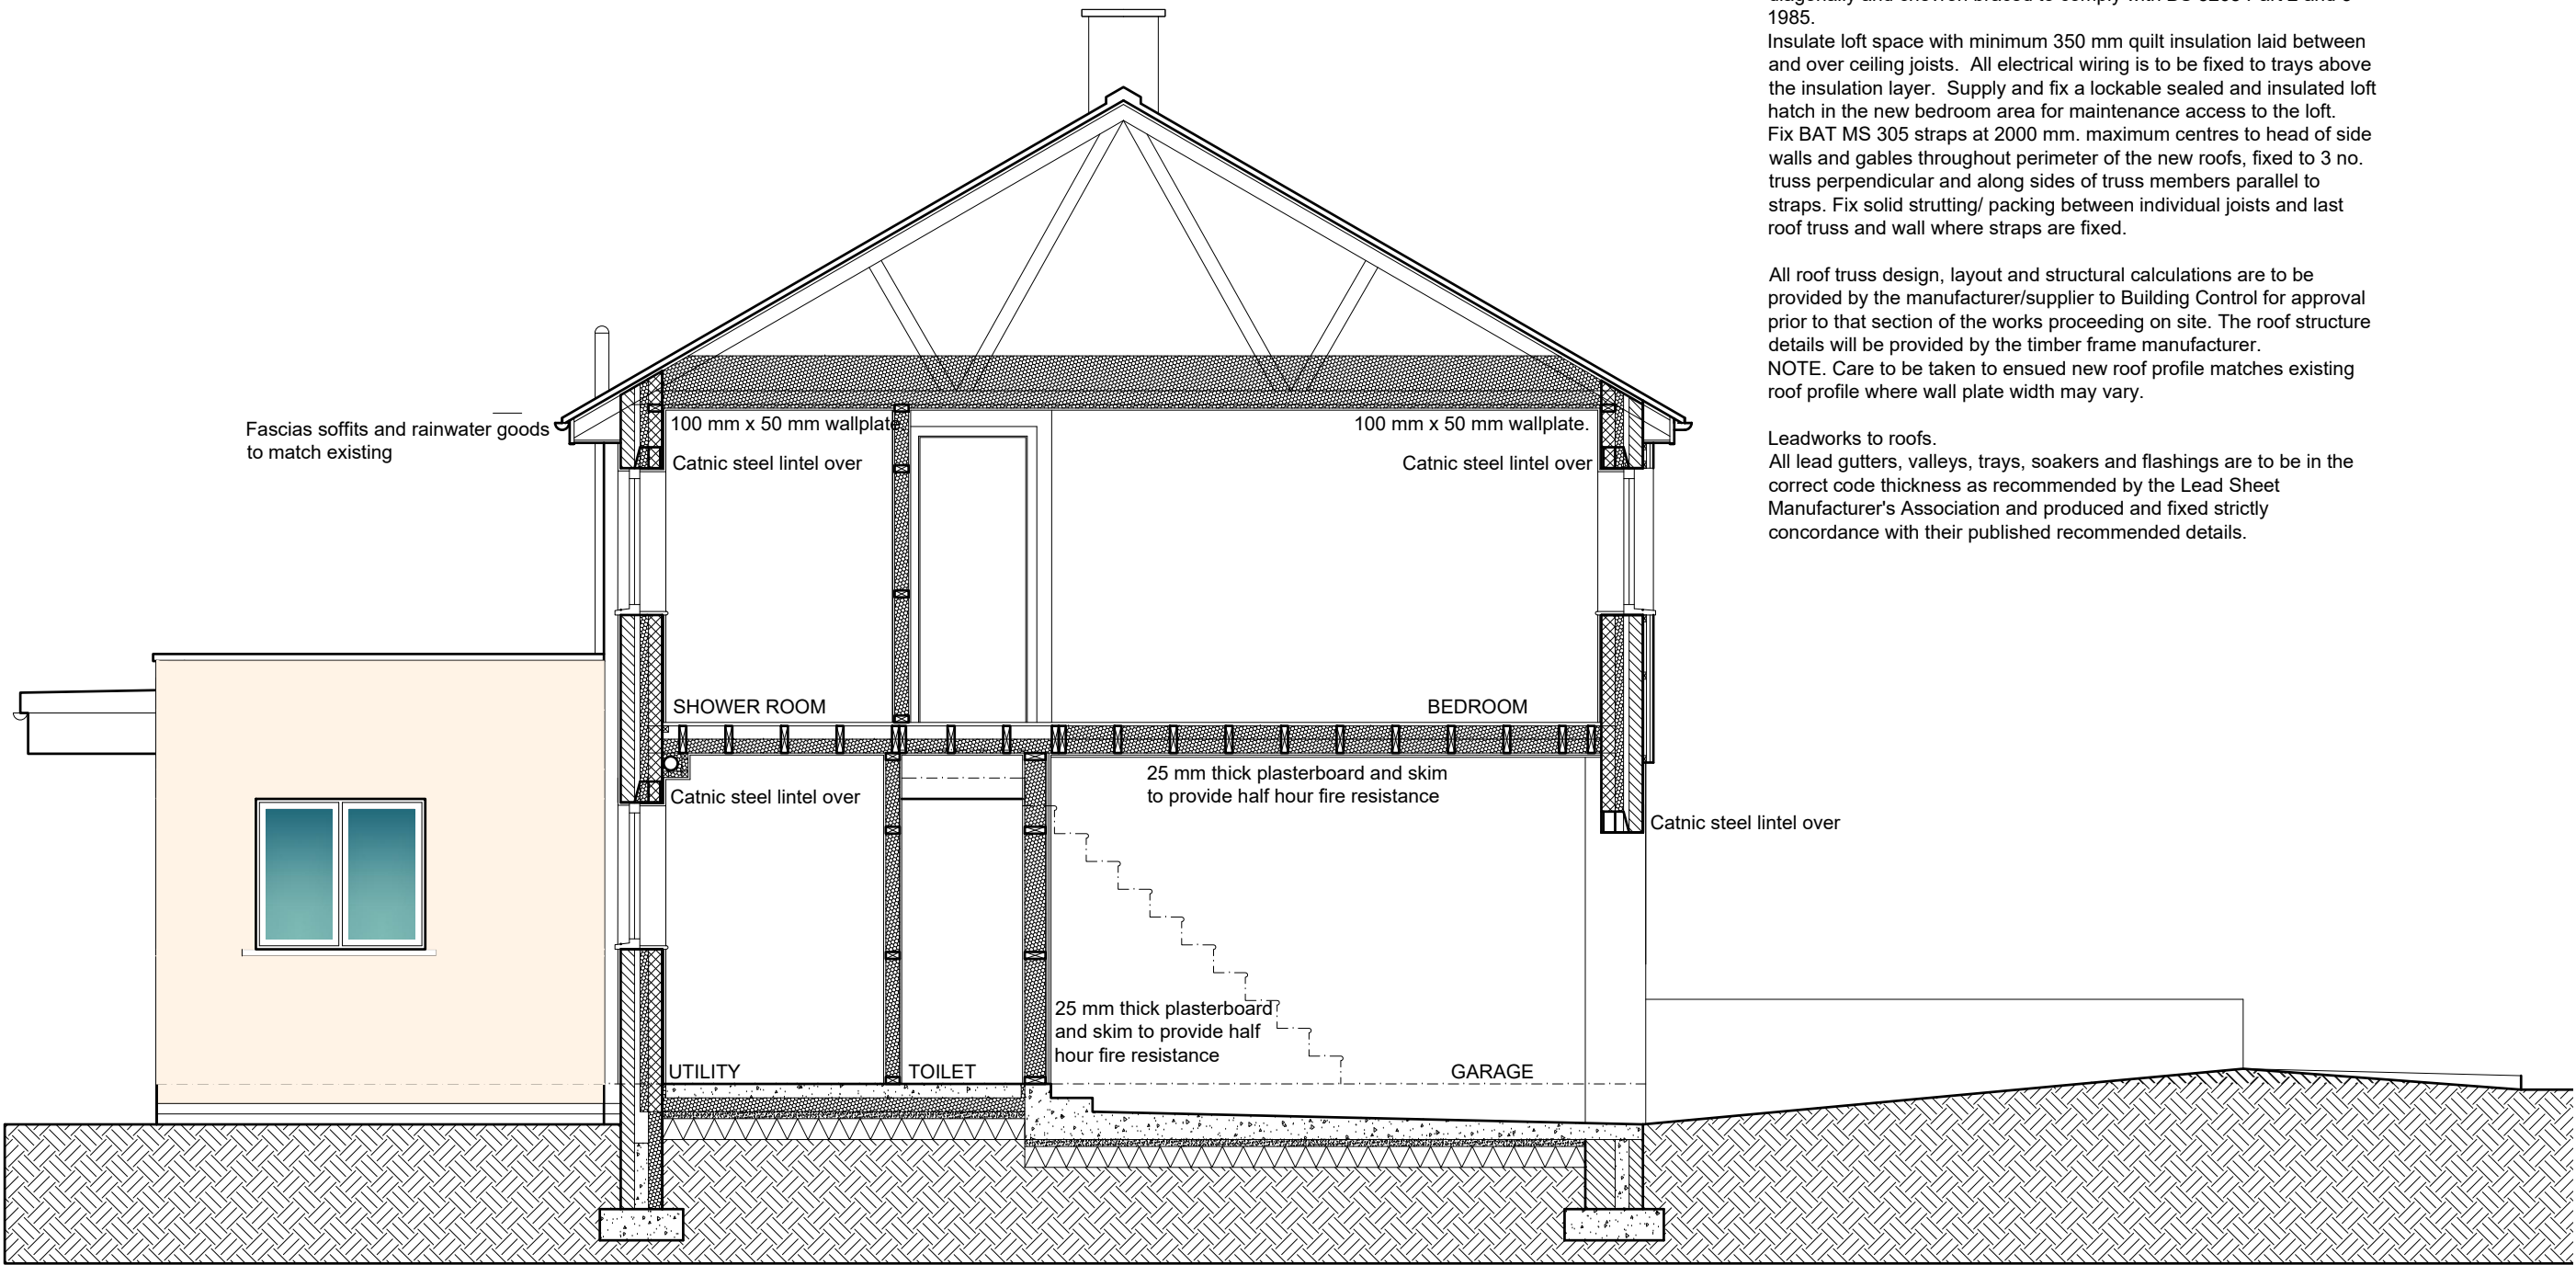 1985.
Insulate loft space with minimum 350 mm quilt insulation laid between
and over ceiling joists.  All electrical wiring is to be fixed to trays above
the insulation layer.  Supply and fix a lockable sealed and insulated loft
hatch in the new bedroom area for maintenance access to the loft.
Fix BAT MS 305 straps at 2000 mm. maximum centres to head of side
walls and gables throughout perimeter of the new roofs, fixed to 3 no.
truss perpendicular and along sides of truss members parallel to
straps. Fix solid strutting/ packing between individual joists and last
roof truss and wall where straps are fixed.
All roof truss design, layout and structural calculations are to be
provided by the manufacturer/supplier to Building Control for approval
prior to that section of the works proceeding on site. The roof structure
details will be provided by the timber frame manufacturer.
NOTE. Care to be taken to ensued new roof profile matches existing
roof profile where wall plate width may vary.
Leadworks to roofs.
All lead gutters, valleys, trays, soakers and flashings are to be in the
correct code thickness as recommended by the Lead Sheet
Manufacturer's Association and produced and fixed strictly
concordance with their published recommended details.
Fascias soffits and rainwater goods
to match existing
100 mm x 50 mm wallplate
100 mm x 50 mm wallplate.
Catnic steel lintel over
Catnic steel lintel over
SHOWER ROOM
BEDROOM
25 mm thick plasterboard and skim
to provide half hour fire resistance
Catnic steel lintel over
Catnic steel lintel over
25 mm thick plasterboard
and skim to provide half
hour fire resistance
UTILITY
TOILET
GARAGE